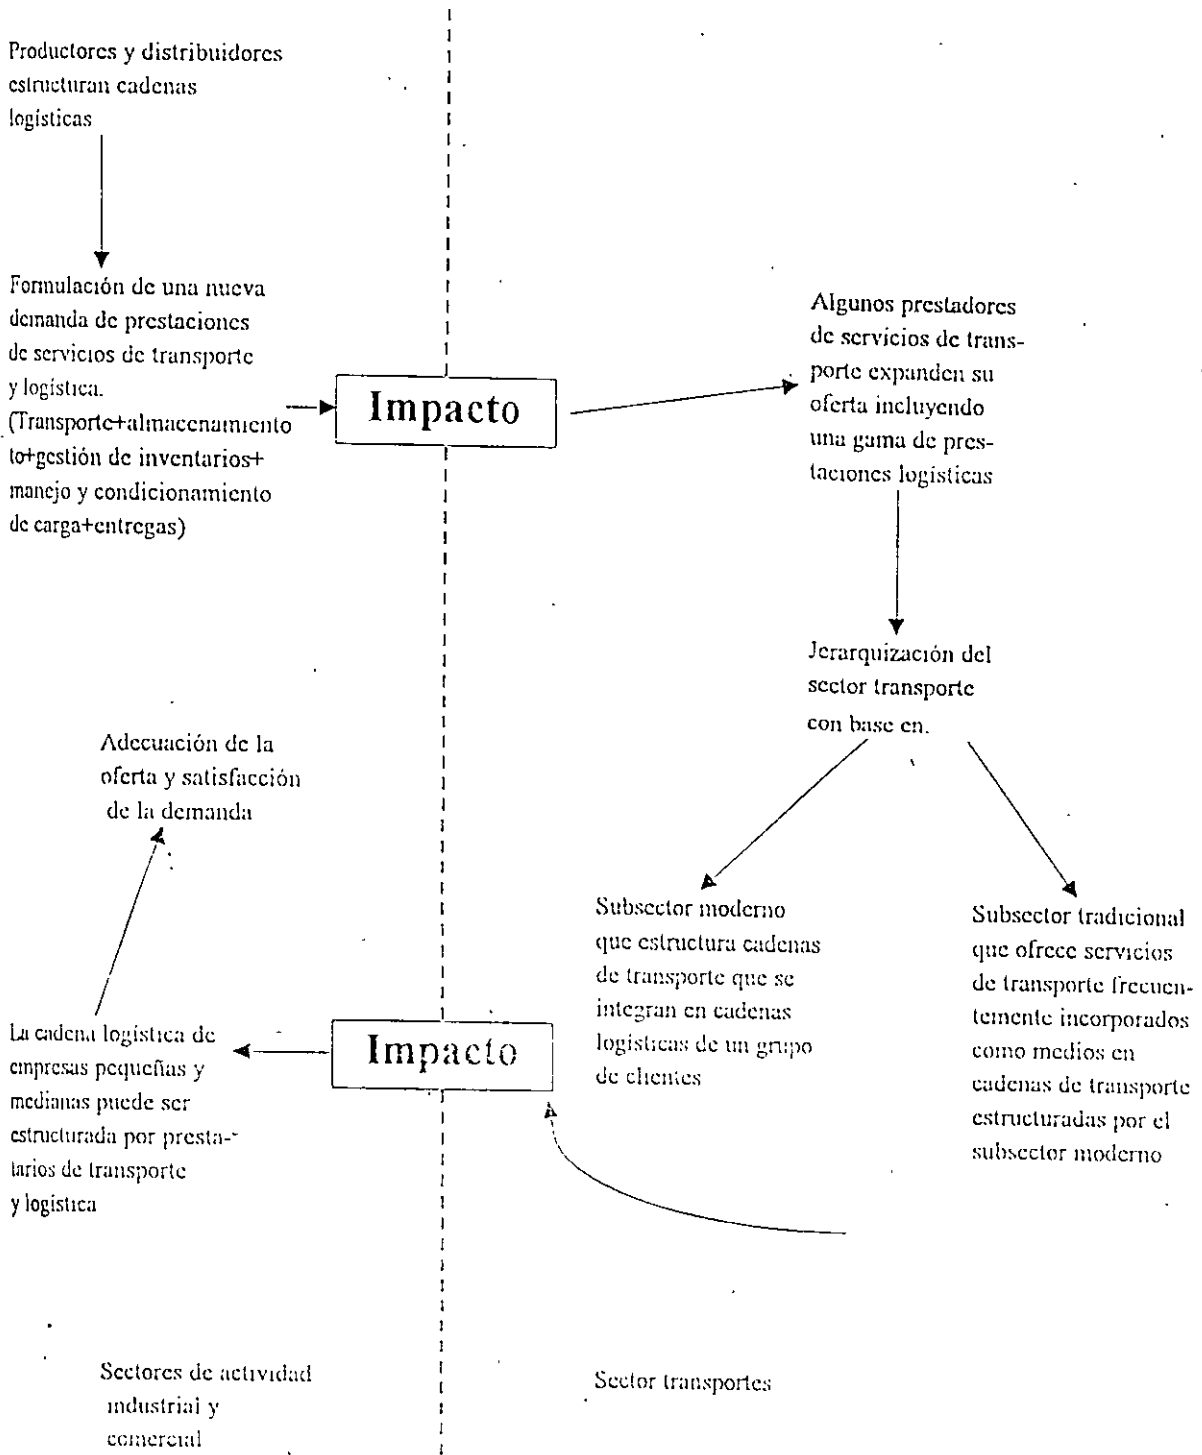 Productores y distribuidores
estructuran cadenas
logísticas
Formulación de una nueva
demanda de prestaciones
de servicios de transporte
y logística.
(Transporte+almacenamiento
to+gestión de inventarios+
manejo y condicionamiento
de carga+entregas)
Impacto
Algunos prestadores
de servicios de trans-
porte expanden su
oferta incluyendo
una gama de pres-
taciones logísticas
Jerarquización del
sector transporte
con base en.
Subsector moderno
que estructura cadenas
de transporte que se
integran en cadenas
logísticas de un grupo
de clientes
Subsector tradicional
que ofrece servicios
de transporte frecuen-
temente incorporados
como medios en
cadenas de transporte
estructuradas por el
subsector moderno
Impacto
La cadena logística de
empresas pequeñas y
medianas puede ser
estructurada por presta-
tarios de transporte
y logística
Adecuación de la
oferta y satisfacción
de la demanda
Sectores de actividad
industrial y
comercial
Sector transportes